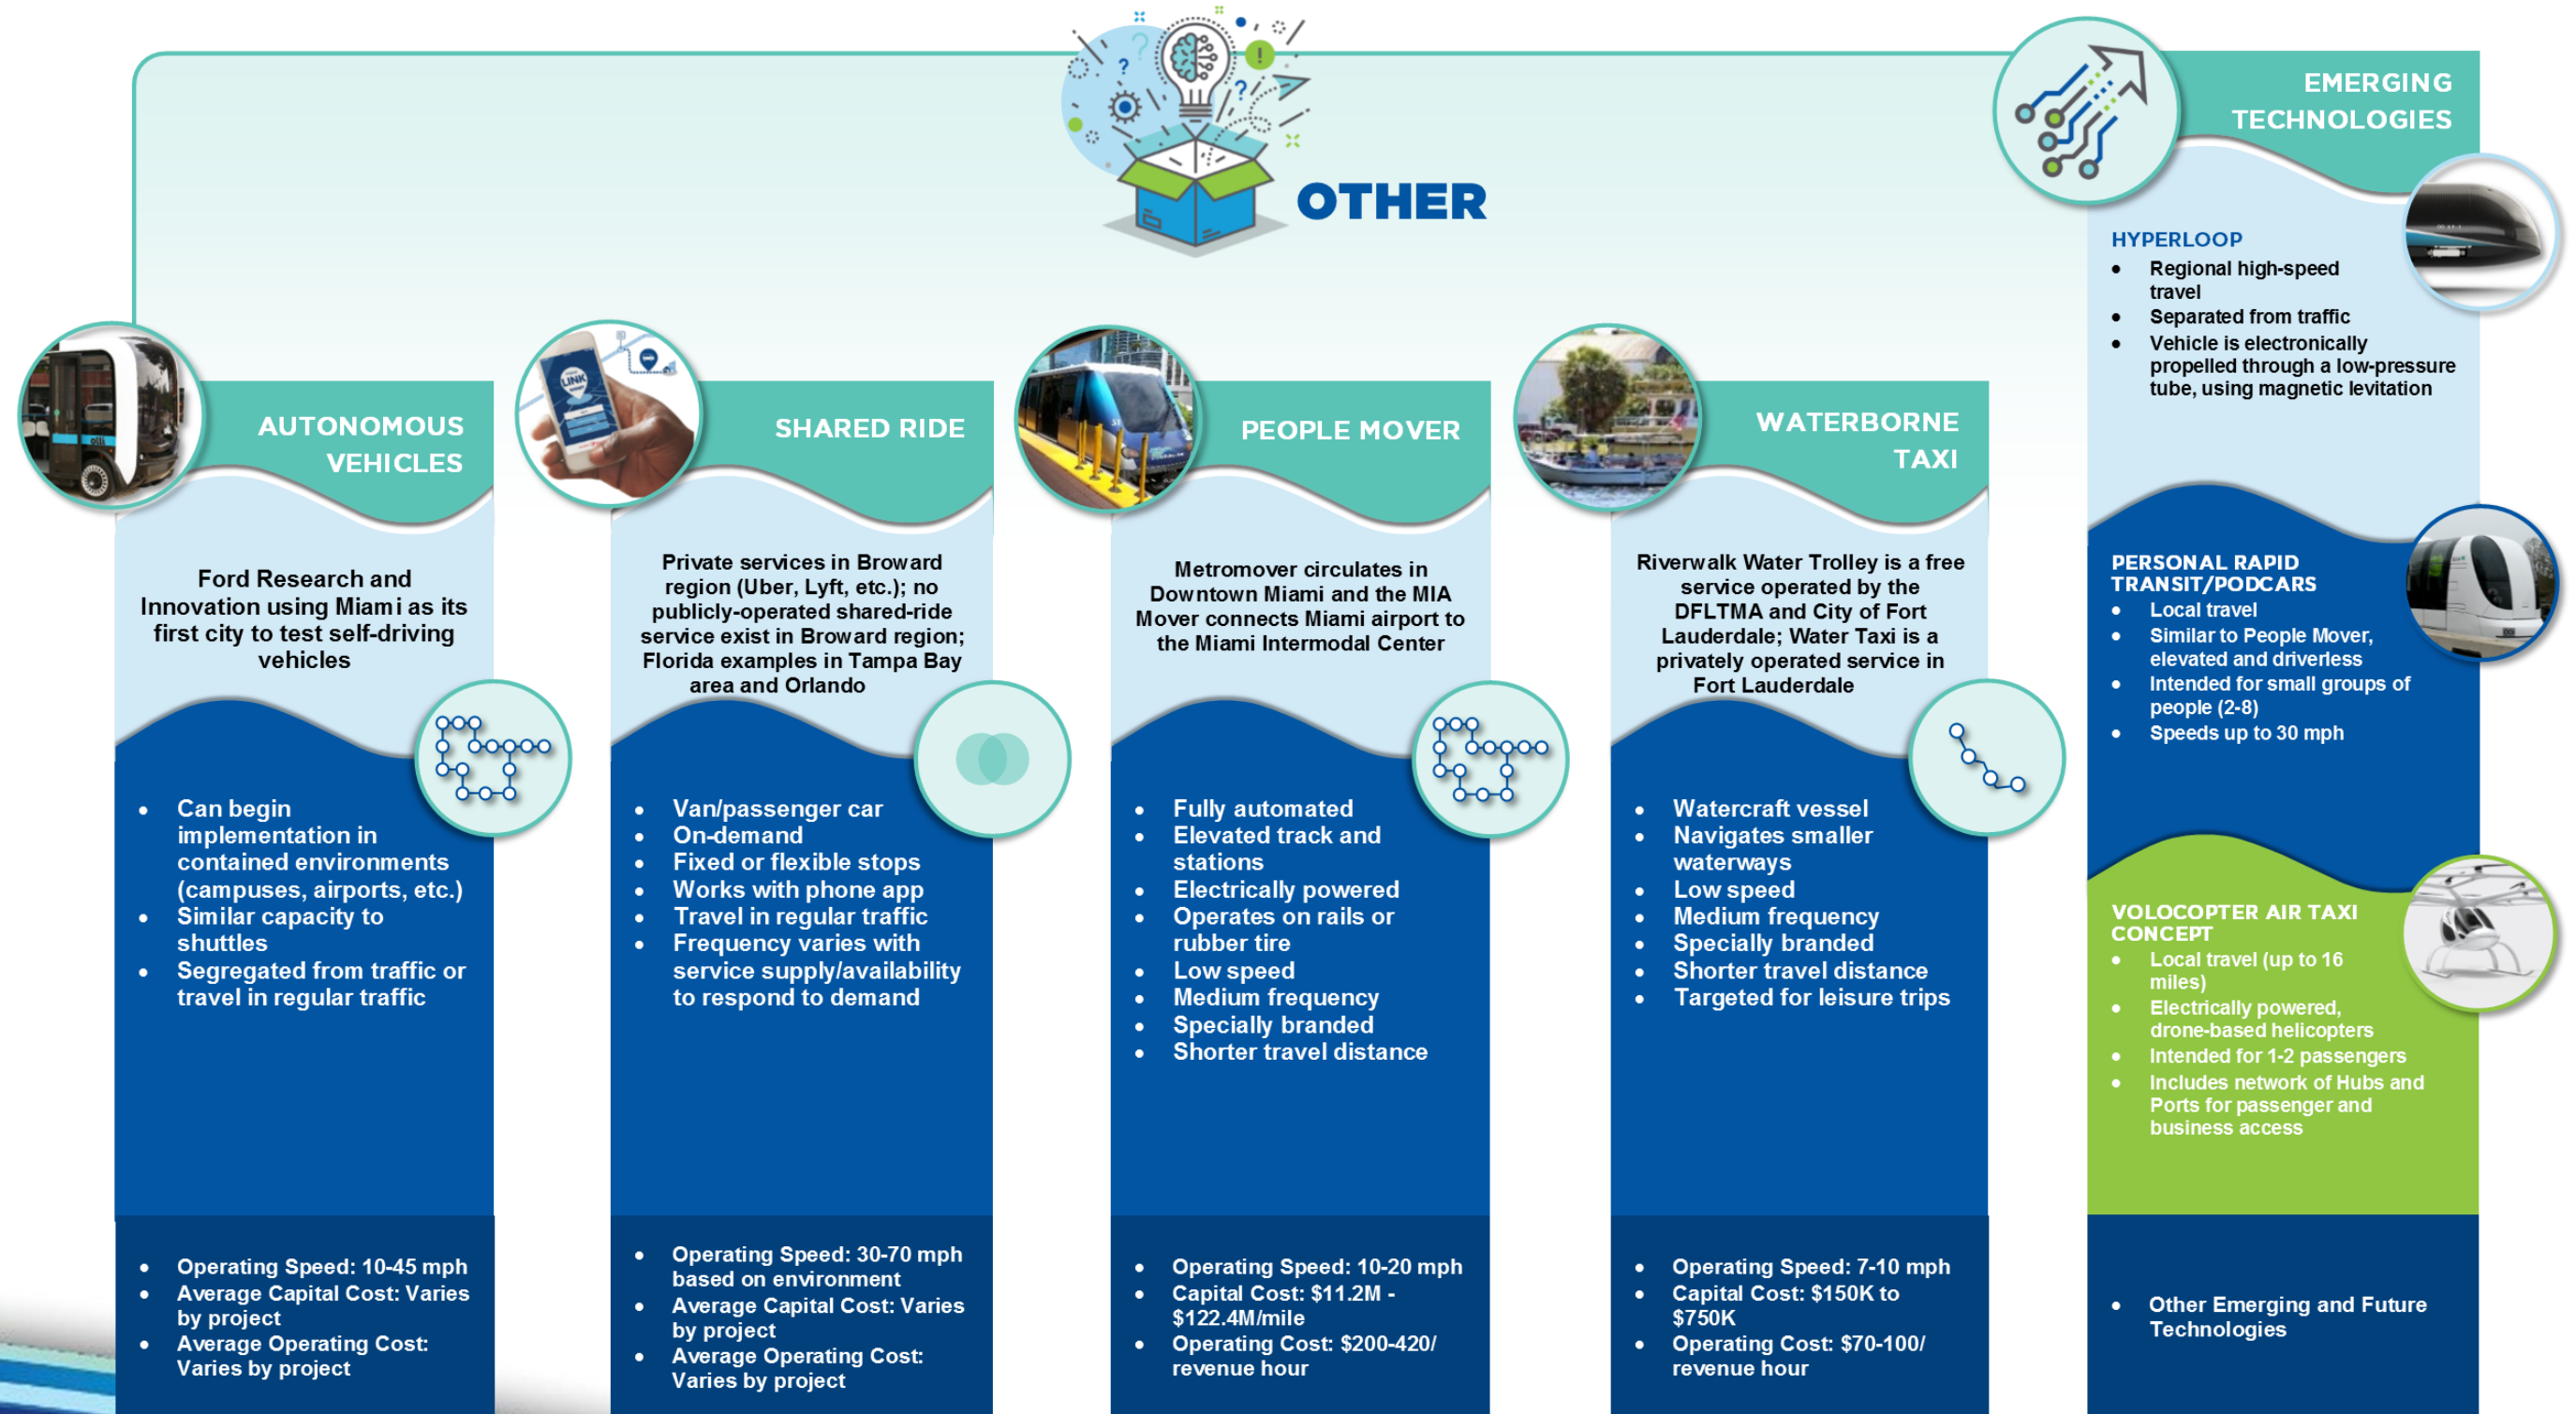 OTHER
AUTONOMOUS
VEHICLES
Ford Research and
Innovation using Miami as its
first city to test self-driving
vehicles
• Can begin
implementation in
contained environments
(campuses, airports, etc.)
• Similar capacity to
shuttles
• Segregated from traffic or
travel in regular traffic
• Operating Speed: 10-45 mph
• Average Capital Cost: Varies
by project
• Average Operating Cost:
Varies by project
olli
SHARED RIDE
LINK
Private services in Broward
region (Uber, Lyft, etc.); no
publicly-operated shared-ride
service exist in Broward region;
Florida examples in Tampa Bay
area and Orlando
• Van/passenger car
• On-demand
• Fixed or flexible stops
• Works with phone app
• Travel in regular traffic
• Frequency varies with
service supply/availability
to respond to demand
• Operating Speed: 30-70 mph
based on environment
• Average Capital Cost: Varies
by project
• Average Operating Cost:
Varies by project
PEOPLE MOVER
Metromover circulates in
Downtown Miami and the MIA
Mover connects Miami airport to
the Miami Intermodal Center
• Fully automated
• Elevated track and
stations
• Electrically powered
• Operates on rails or
rubber tire
• Low speed
• Medium frequency
• Specially branded
• Shorter travel distance
• Operating Speed: 10-20 mph
• Capital Cost: $11.2M -
$122.4M/mile
• Operating Cost: $200-420/
revenue hour
WATERBORNE
TAXI
Riverwalk Water Trolley is a free
service operated by the
DFLTMA and City of Fort
Lauderdale; Water Taxi is a
privately operated service in
Fort Lauderdale
• Watercraft vessel
• Navigates smaller
waterways
• Low speed
• Medium frequency
• Specially branded
• Shorter travel distance
• Targeted for leisure trips
• Operating Speed: 7-10 mph
• Capital Cost: $150K to
$750K
• Operating Cost: $70-100/
revenue hour
EMERGING
TECHNOLOGIES
HYPERLOOP
• Regional high-speed
travel
• Separated from traffic
• Vehicle is electronically
propelled through a low-pressure
tube, using magnetic levitation
PERSONAL RAPID
TRANSIT/PODCARS
• Local travel
• Similar to People Mover,
elevated and driverless
• Intended for small groups of
people (2-8)
• Speeds up to 30 mph
VOLOCOPTER AIR TAXI
CONCEPT
• Local travel (up to 16
miles)
• Electrically powered,
drone-based helicopters
• Intended for 1-2 passengers
• Includes network of Hubs and
Ports for passenger and
business access
• Other Emerging and Future
Technologies